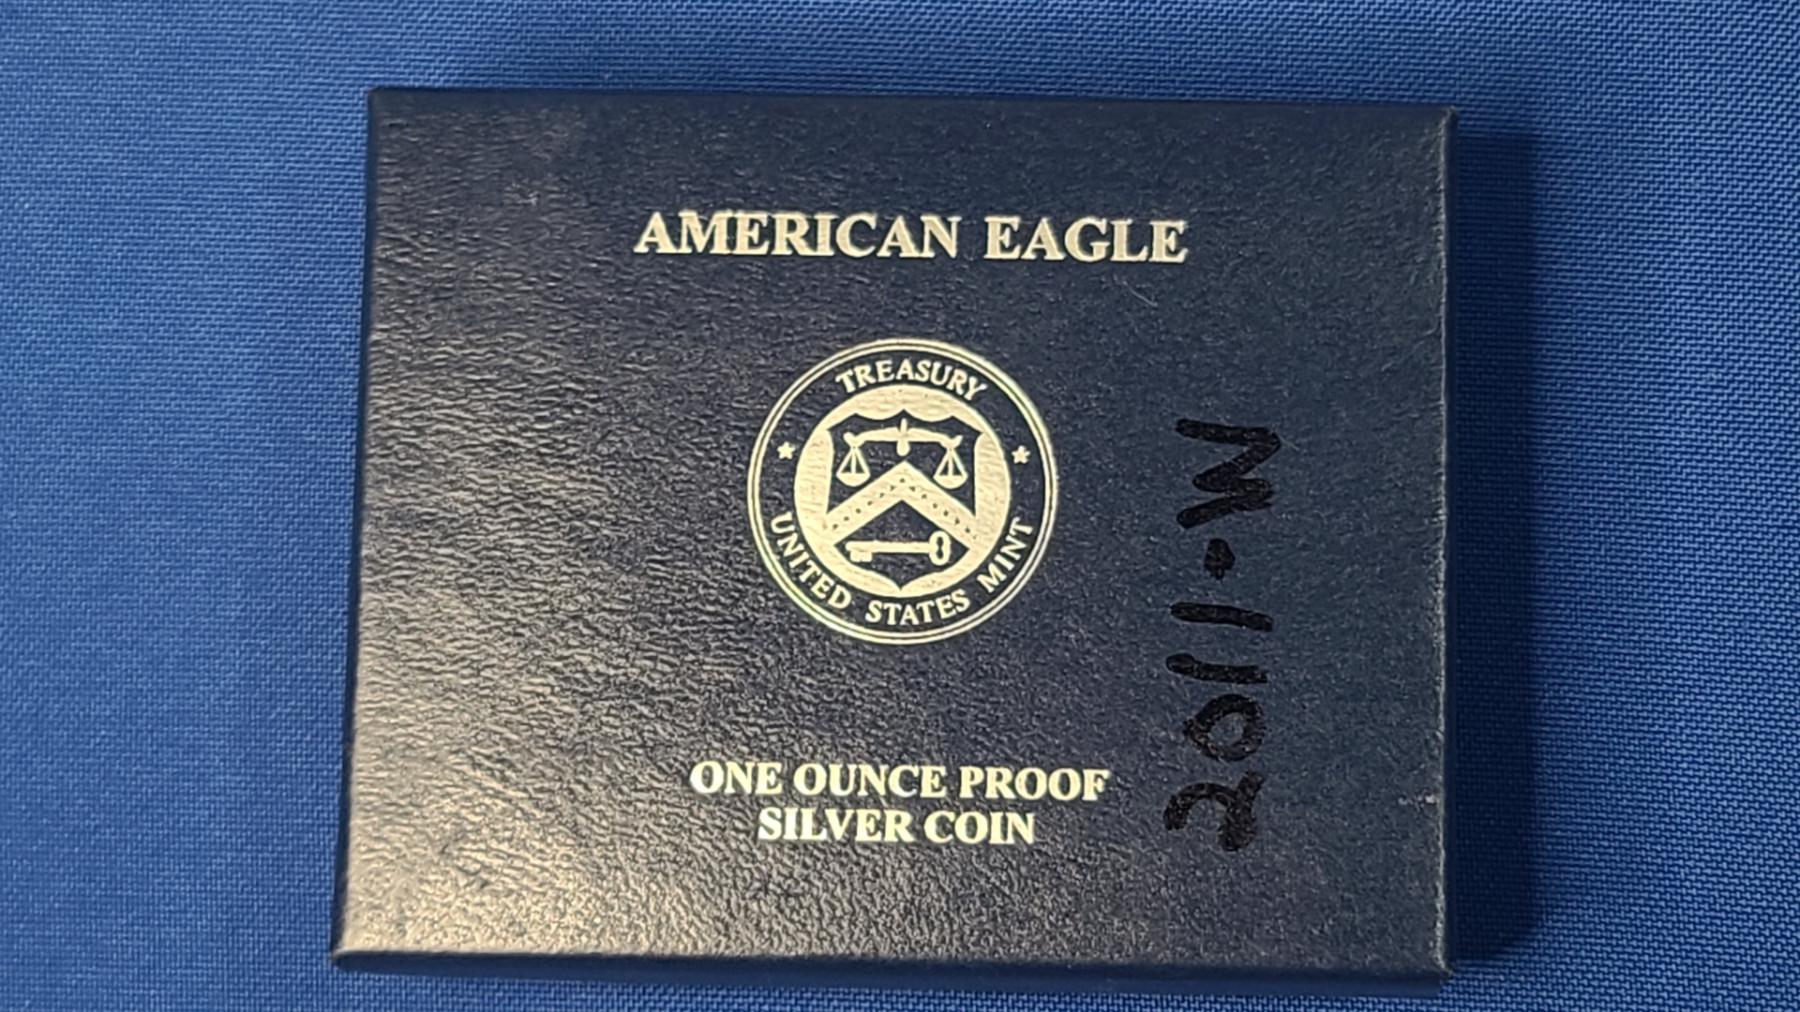 AMERICAN EAGLE
TREASURY
UNITED STATES MINT
ONE OUNCE PROOF
SILVER COIN
2011-W